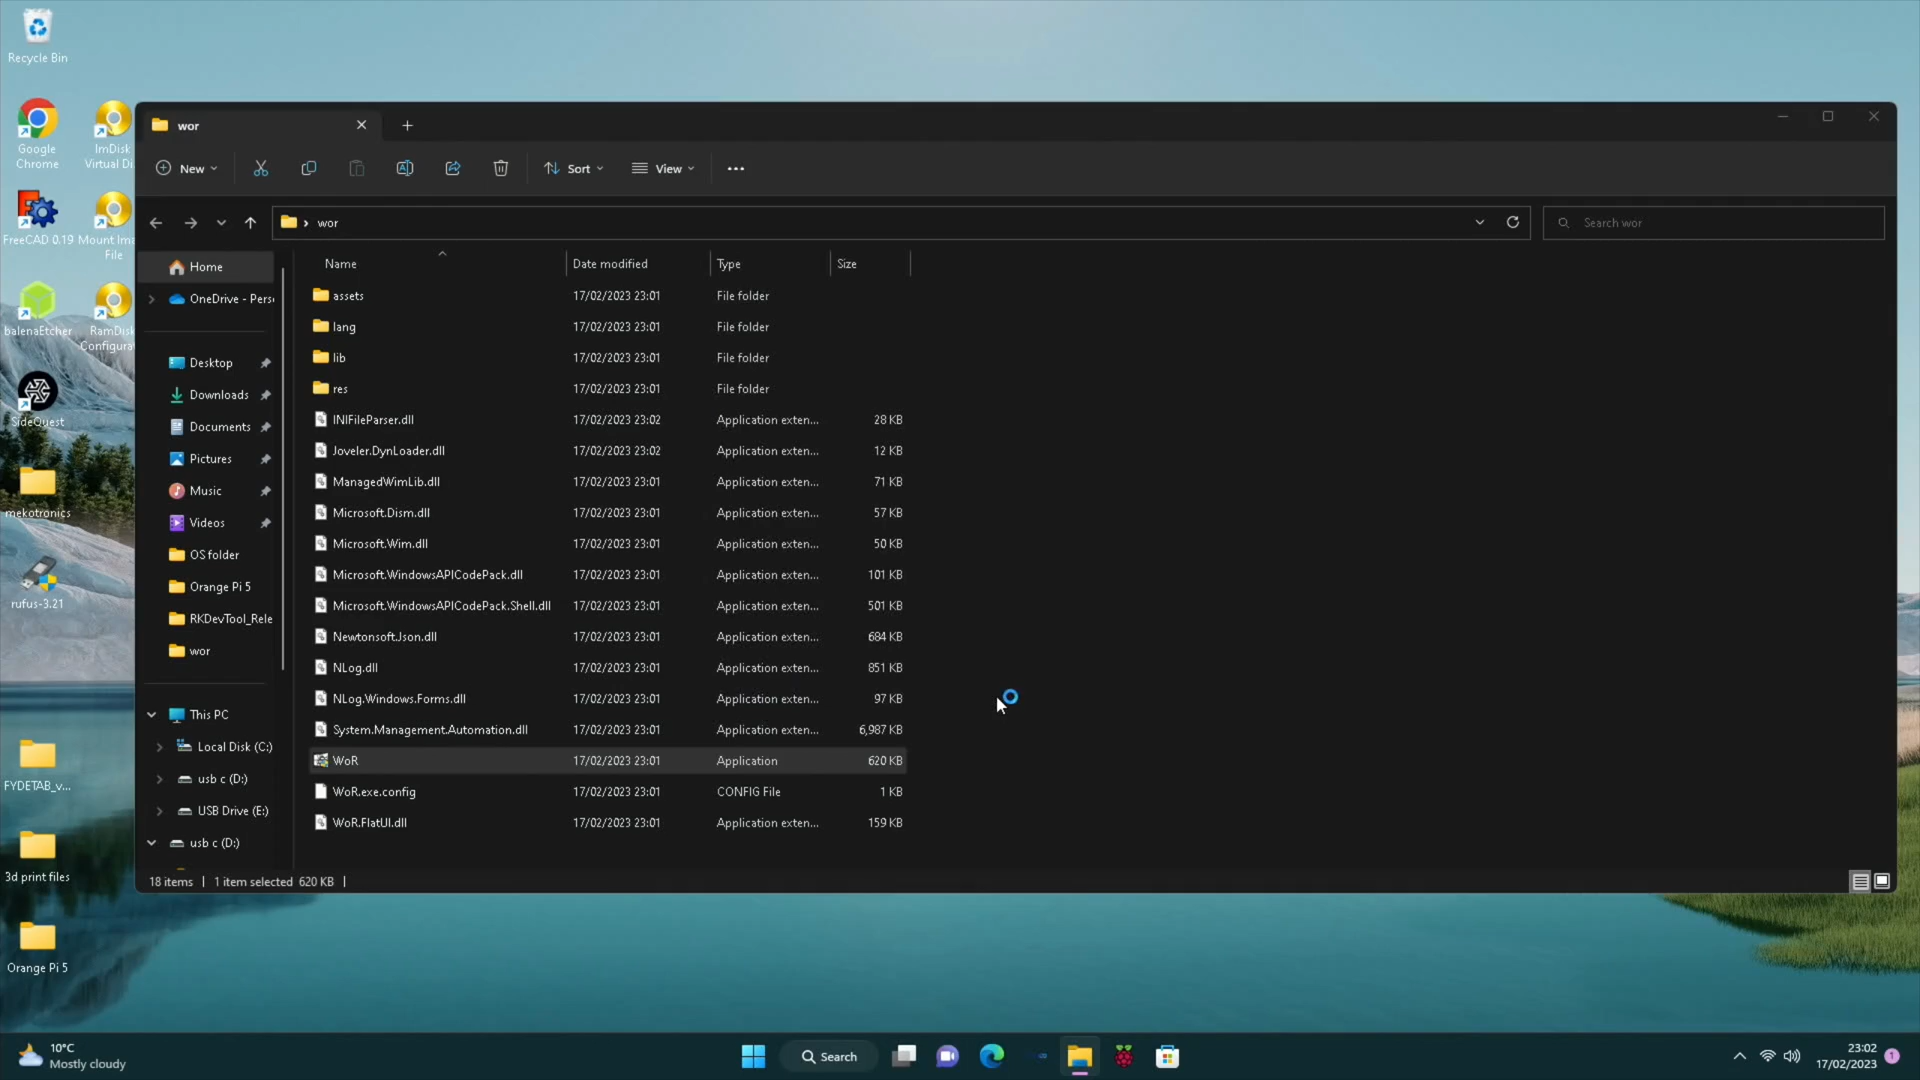 Recycle Bin
Google
Chrome
ImDisk
Virtual Di
FreeCAD 0.19
Mount Ima
File
balenaEtcher
RamDisk
Configura
SideQuest
mekotronics
rufus-3.21
FYDETAB_v...
3d print files
Orange Pi 5
wor
New
Sort
View
wor
Search wor
Home
OneDrive - Pers
Desktop
Downloads
Documents
Pictures
Music
Videos
OS folder
Orange Pi 5
RKDevTool_Rele
wor
This PC
Local Disk (C:)
usb c (D:)
USB Drive (E:)
usb c (D:)
Name Date modified Type Size
assets 17/02/2023 23:01 File folder
lang 17/02/2023 23:01 File folder
lib 17/02/2023 23:01 File folder
res 17/02/2023 23:01 File folder
INIFileParser.dll 17/02/2023 23:02 Application exten... 28 KB
Joveler.DynLoader.dll 17/02/2023 23:02 Application exten... 12 KB
ManagedWimLib.dll 17/02/2023 23:01 Application exten... 71 KB
Microsoft.Dism.dll 17/02/2023 23:01 Application exten... 57 KB
Microsoft.Wim.dll 17/02/2023 23:01 Application exten... 50 KB
Microsoft.WindowsAPICodePack.dll 17/02/2023 23:01 Application exten... 101 KB
Microsoft.WindowsAPICodePack.Shell.dll 17/02/2023 23:01 Application exten... 501 KB
Newtonsoft.Json.dll 17/02/2023 23:01 Application exten... 684 KB
NLog.dll 17/02/2023 23:01 Application exten... 851 KB
NLog.Windows.Forms.dll 17/02/2023 23:01 Application exten... 97 KB
System.Management.Automation.dll 17/02/2023 23:01 Application exten... 6,987 KB
WoR 17/02/2023 23:01 Application 620 KB
WoR.exe.config 17/02/2023 23:01 CONFIG File 1 KB
WoR.FlatUI.dll 17/02/2023 23:01 Application exten... 159 KB
18 items | 1 item selected 620 KB |
10°C
Mostly cloudy
Search
23:02
17/02/2023
1